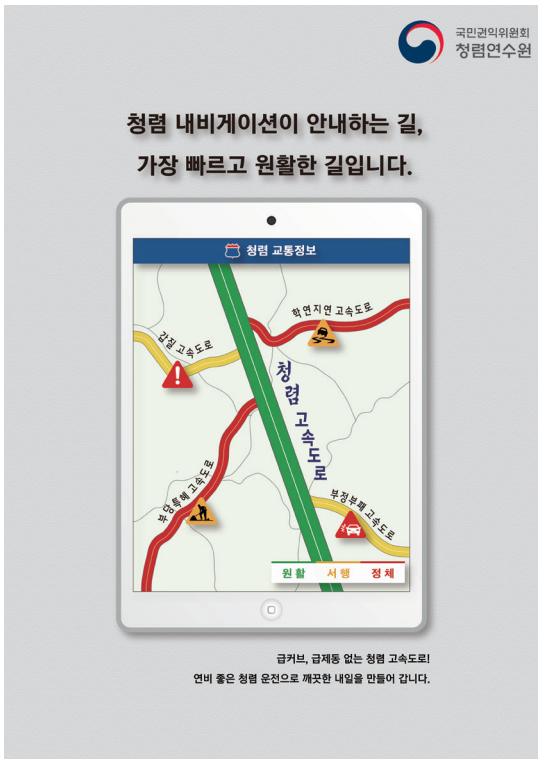 국민권익위원회
청렴연수원
청렴 내비게이션이 안내하는 길,
가장 빠르고 원활한 길입니다.
청렴 교통정보
학연지연 고속도로
갑질 고속도로
청렴 고속도로
부당특혜 고속도로
부정부패 고속도로
원활 서행 정체
급커브, 급제동 없는 청렴 고속도로!
연비 좋은 청렴 운전으로 깨끗한 내일을 만들어 갑니다.